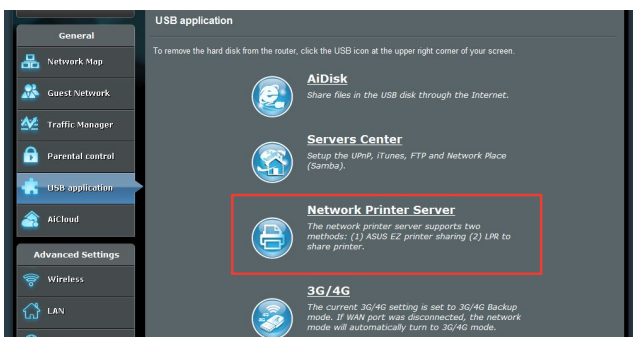 USB application
General
To remove the hard disk from the router, click the USB icon at the upper right corner of your screen.
Network Map
AiDisk
Share files in the USB disk through the Internet.
Guest Network
Traffic Manager
Servers Center
Setup the UPnP, iTunes, FTP and Network Place
(Samba).
Parental control
USB application
Network Printer Server
The network printer server supports two
methods: (1) ASUS EZ printer sharing (2) LPR to
share printer.
AiCloud
Advanced Settings
Wireless
3G/4G
The current 3G/4G setting is set to 3G/4G Backup
mode. If WAN port was disconnected, the network
mode will automatically turn to 3G/4G mode.
LAN